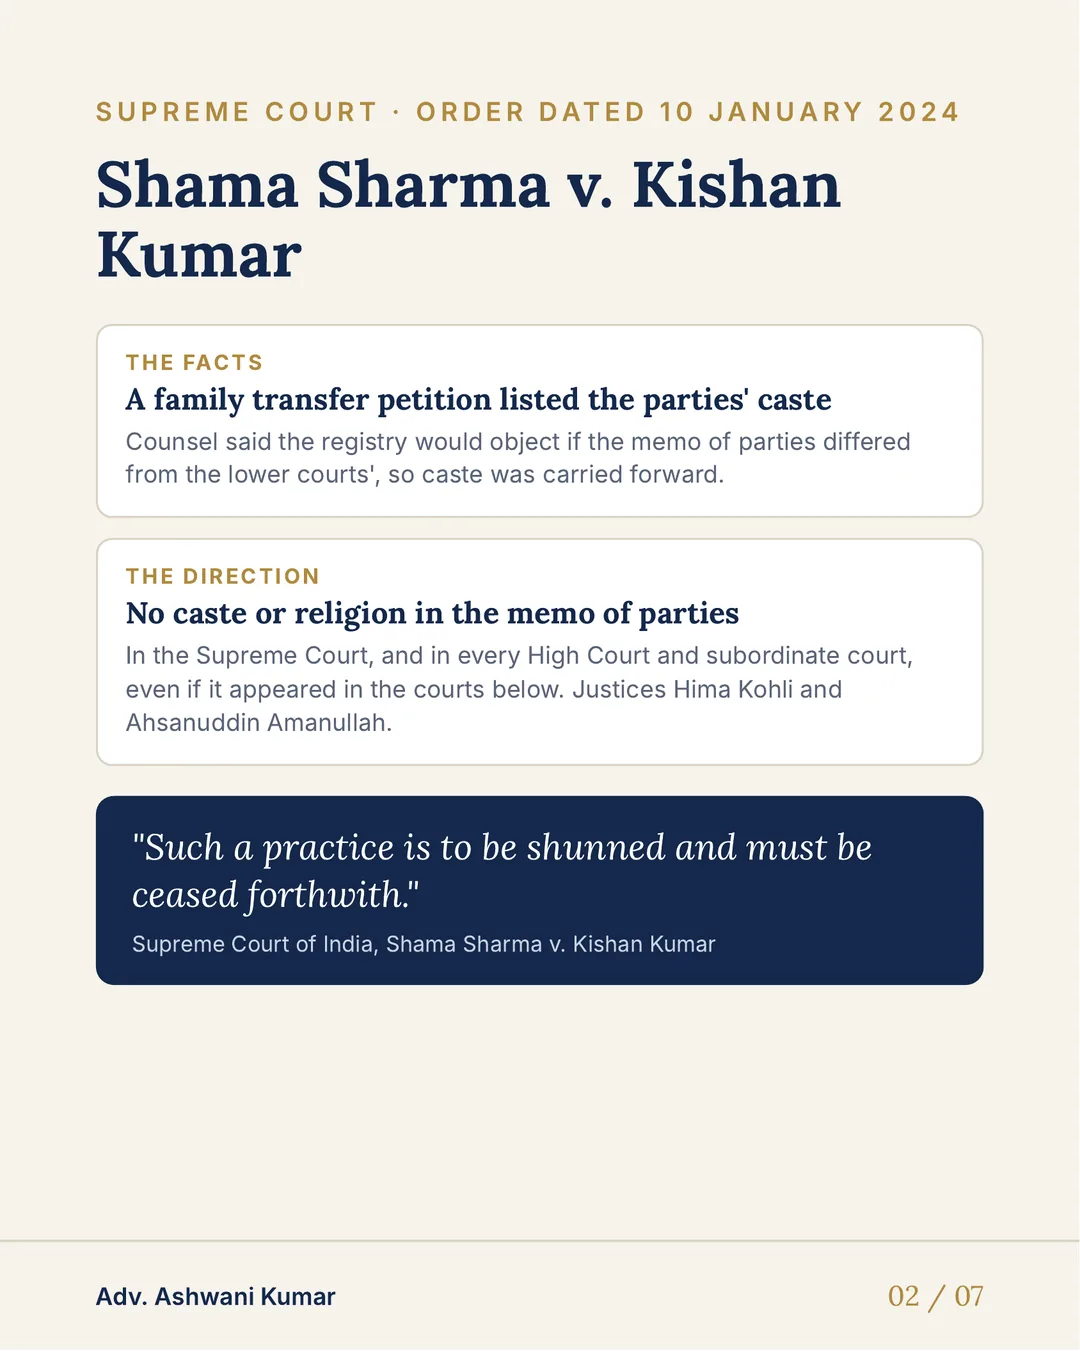 SUPREME COURT · ORDER DATED 10 JANUARY 2024
Shama Sharma v. Kishan
Kumar
THE FACTS
A family transfer petition listed the parties' caste
Counsel said the registry would object if the memo of parties differed
from the lower courts', so caste was carried forward.
THE DIRECTION
No caste or religion in the memo of parties
In the Supreme Court, and in every High Court and subordinate court,
even if it appeared in the courts below. Justices Hima Kohli and
Ahsanuddin Amanullah.
"Such a practice is to be shunned and must be
ceased forthwith."
Supreme Court of India, Shama Sharma v. Kishan Kumar
Adv. Ashwani Kumar
02 / 07